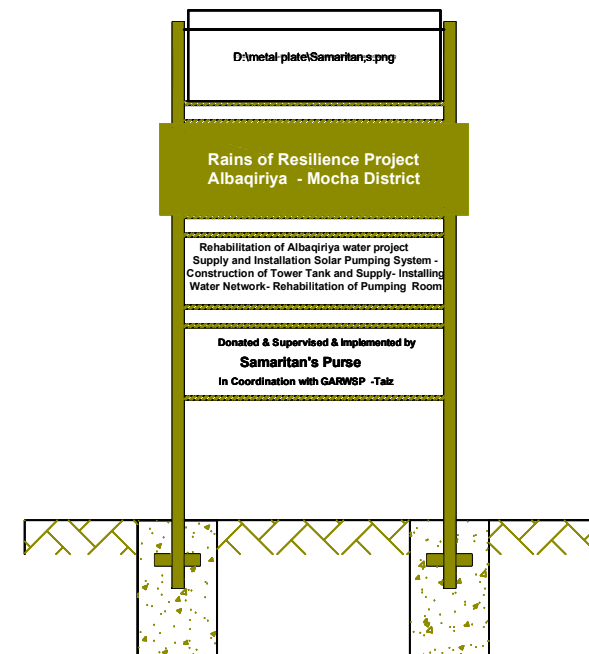 D:\metal plate\Samaritan,s.png
Rains of Resilience Project
Albaqiriya - Mocha District
Rehabilitation of Albaqiriya water project
Supply and Installation Solar Pumping System -
Construction of Tower Tank and Supply- Installing
Water Network- Rehabilitation of Pumping Room
Donated & Supervised & Implemented by
Samaritan's Purse
In Coordination with GARWSP -Taiz